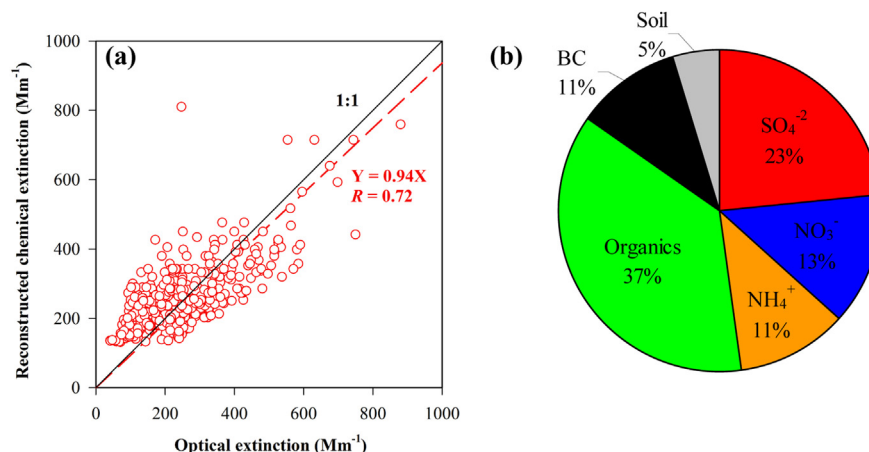 (a)
Reconstructed chemical extinction (Mm⁻¹)
1000
800
600
400
200
0
1:1
Y = 0.94X
R = 0.72
0 200 400 600 800 1000
Optical extinction (Mm⁻¹)
(b)
Soil
5%
BC
11%
SO₄⁻²
23%
NO₃⁻
13%
NH₄⁺
11%
Organics
37%